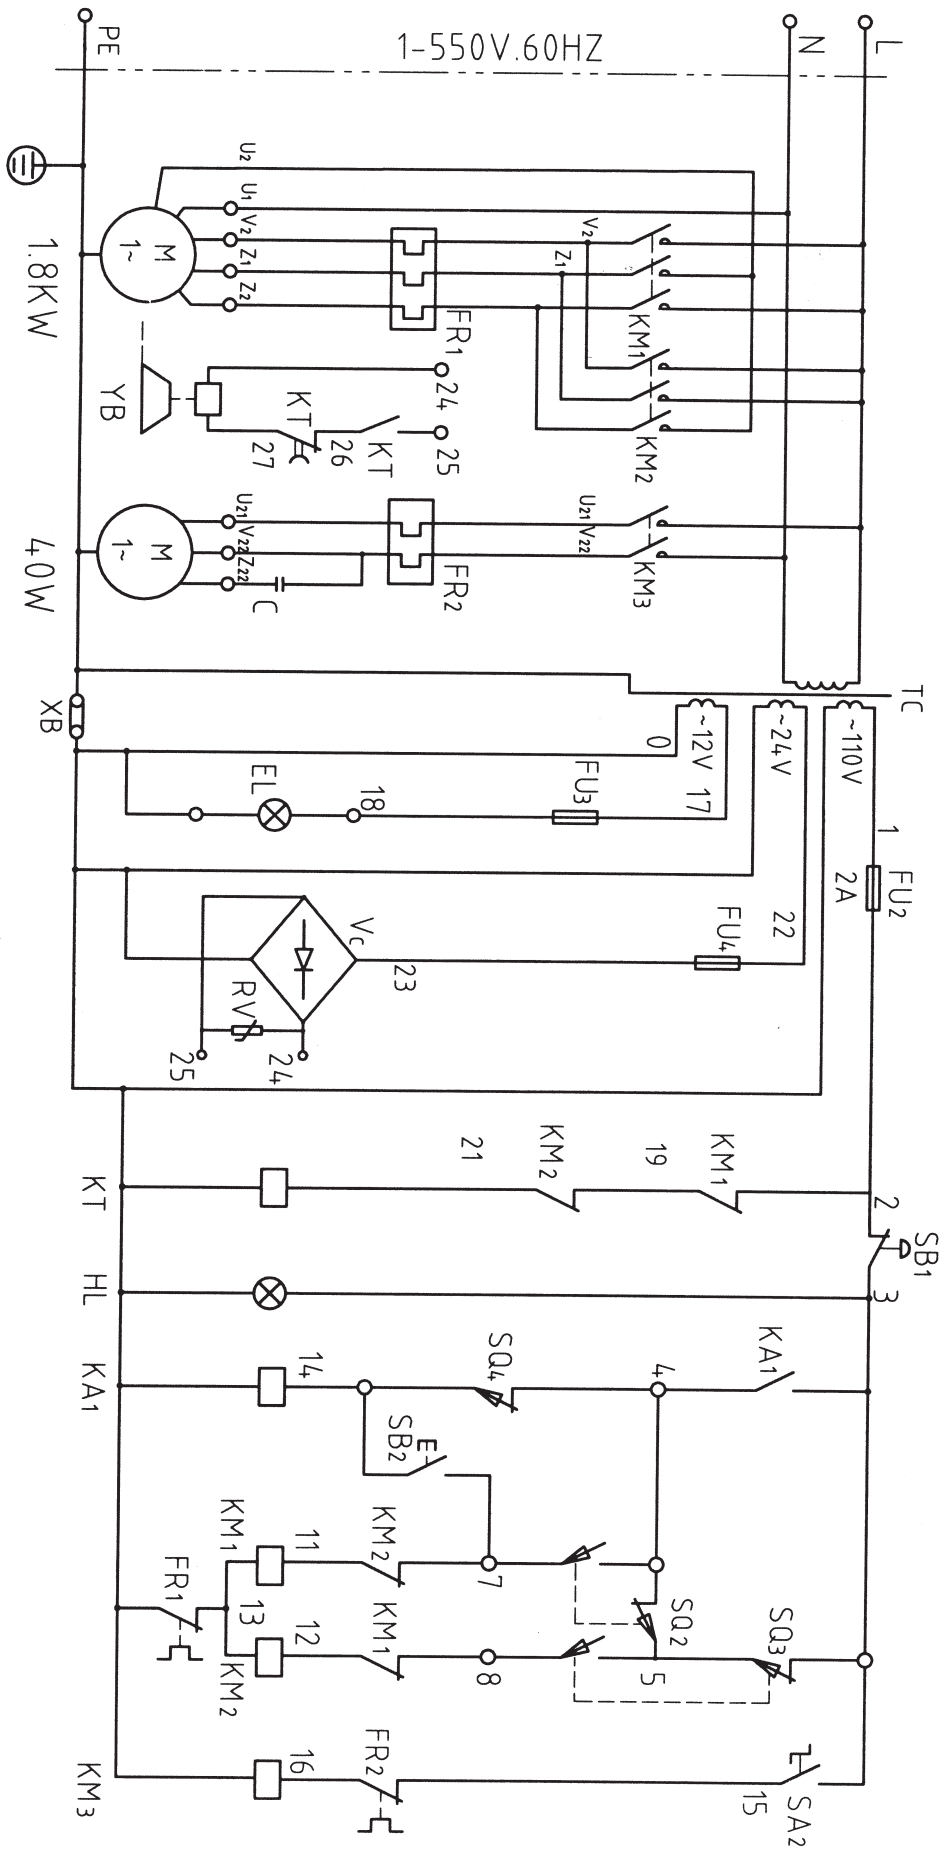 L
N
1-550V.60HZ
PE
U2
U1
V2
Z1
Z2
M
1~
1.8KW
FR1
V2
Z1
KM1
KM2
YB
24
25
KT
KT
26
27
U21
V22
Z22
M
1~
40W
C
FR2
U21
V22
KM3
TC
~110V
~24V
~12V
0
17
XB
EL
18
FU3
1
FU2
2A
22
FU4
Vc
23
RV
24
25
KT
21
KM2
19
KM1
2
SB1
3
HL
KA1
14
SQ4
4
KA1
SB2
KM1
11
KM2
7
SQ2
FR1
13
KM2
12
KM1
8
5
SQ3
KM3
16
FR2
15
SA2